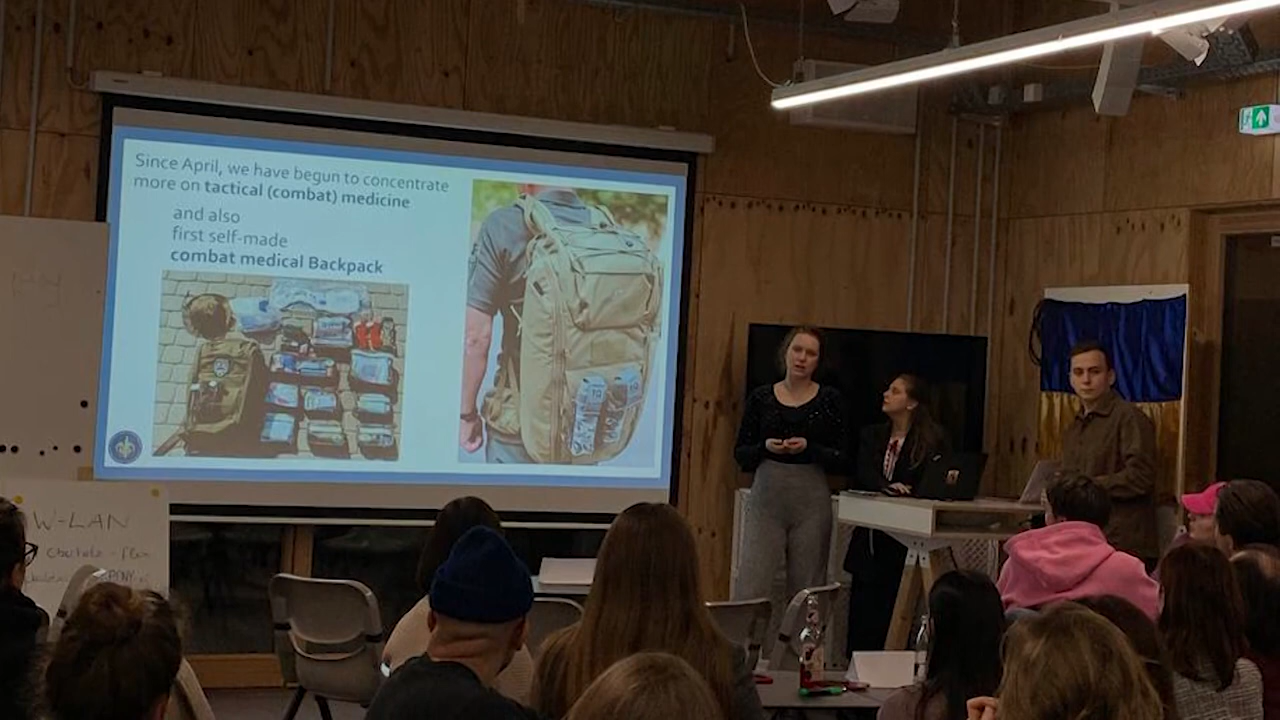 Since April, we have begun to concentrate
more on tactical (combat) medicine
and also
first self-made
combat medical Backpack
W-LAN